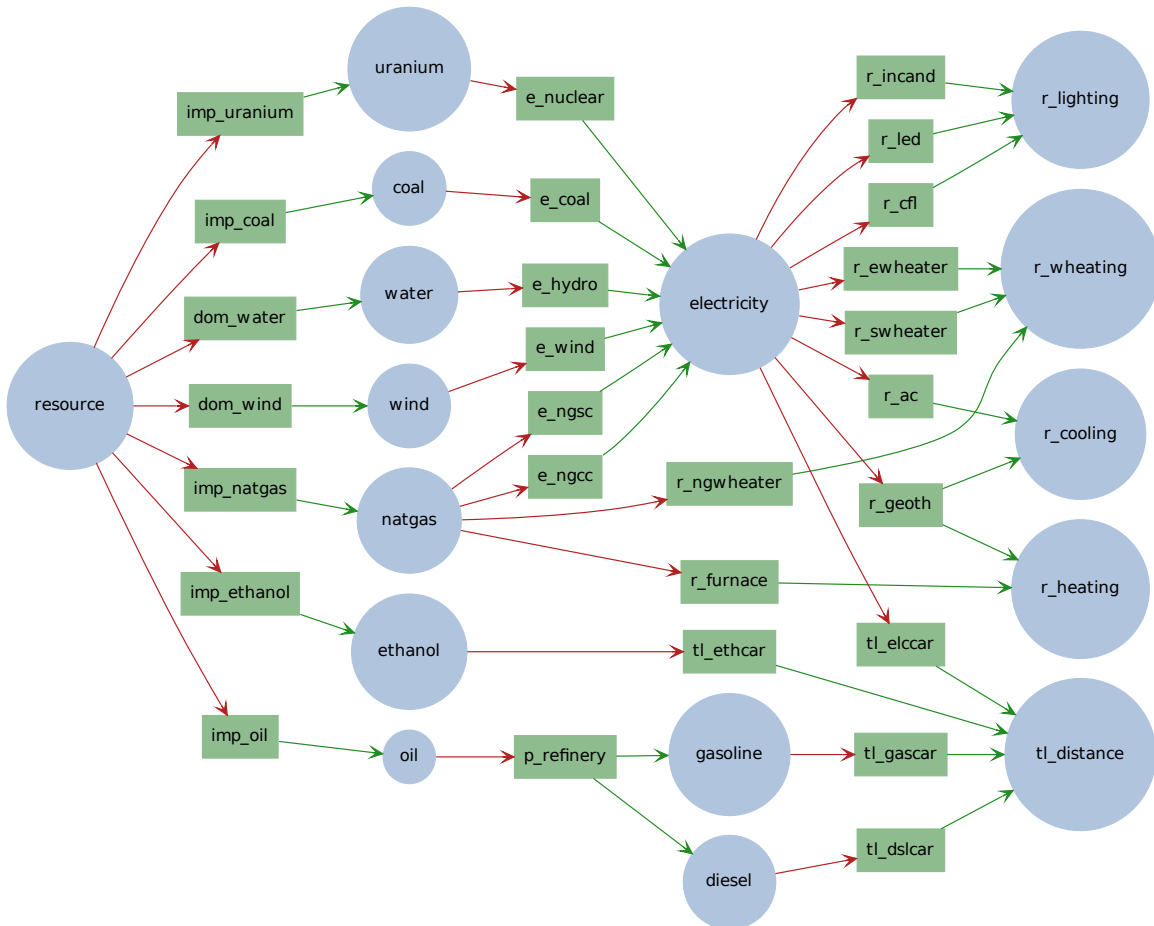 resource
imp_uranium
imp_coal
dom_water
dom_wind
imp_natgas
imp_ethanol
imp_oil
uranium
coal
water
wind
natgas
ethanol
oil
e_nuclear
e_coal
e_hydro
e_wind
e_ngsc
e_ngcc
p_refinery
electricity
r_ngwheater
r_furnace
tl_ethcar
gasoline
diesel
r_incand
r_led
r_cfl
r_ewheater
r_swheater
r_ac
r_geoth
tl_elccar
tl_gascar
tl_dslcar
r_lighting
r_wheating
r_cooling
r_heating
tl_distance